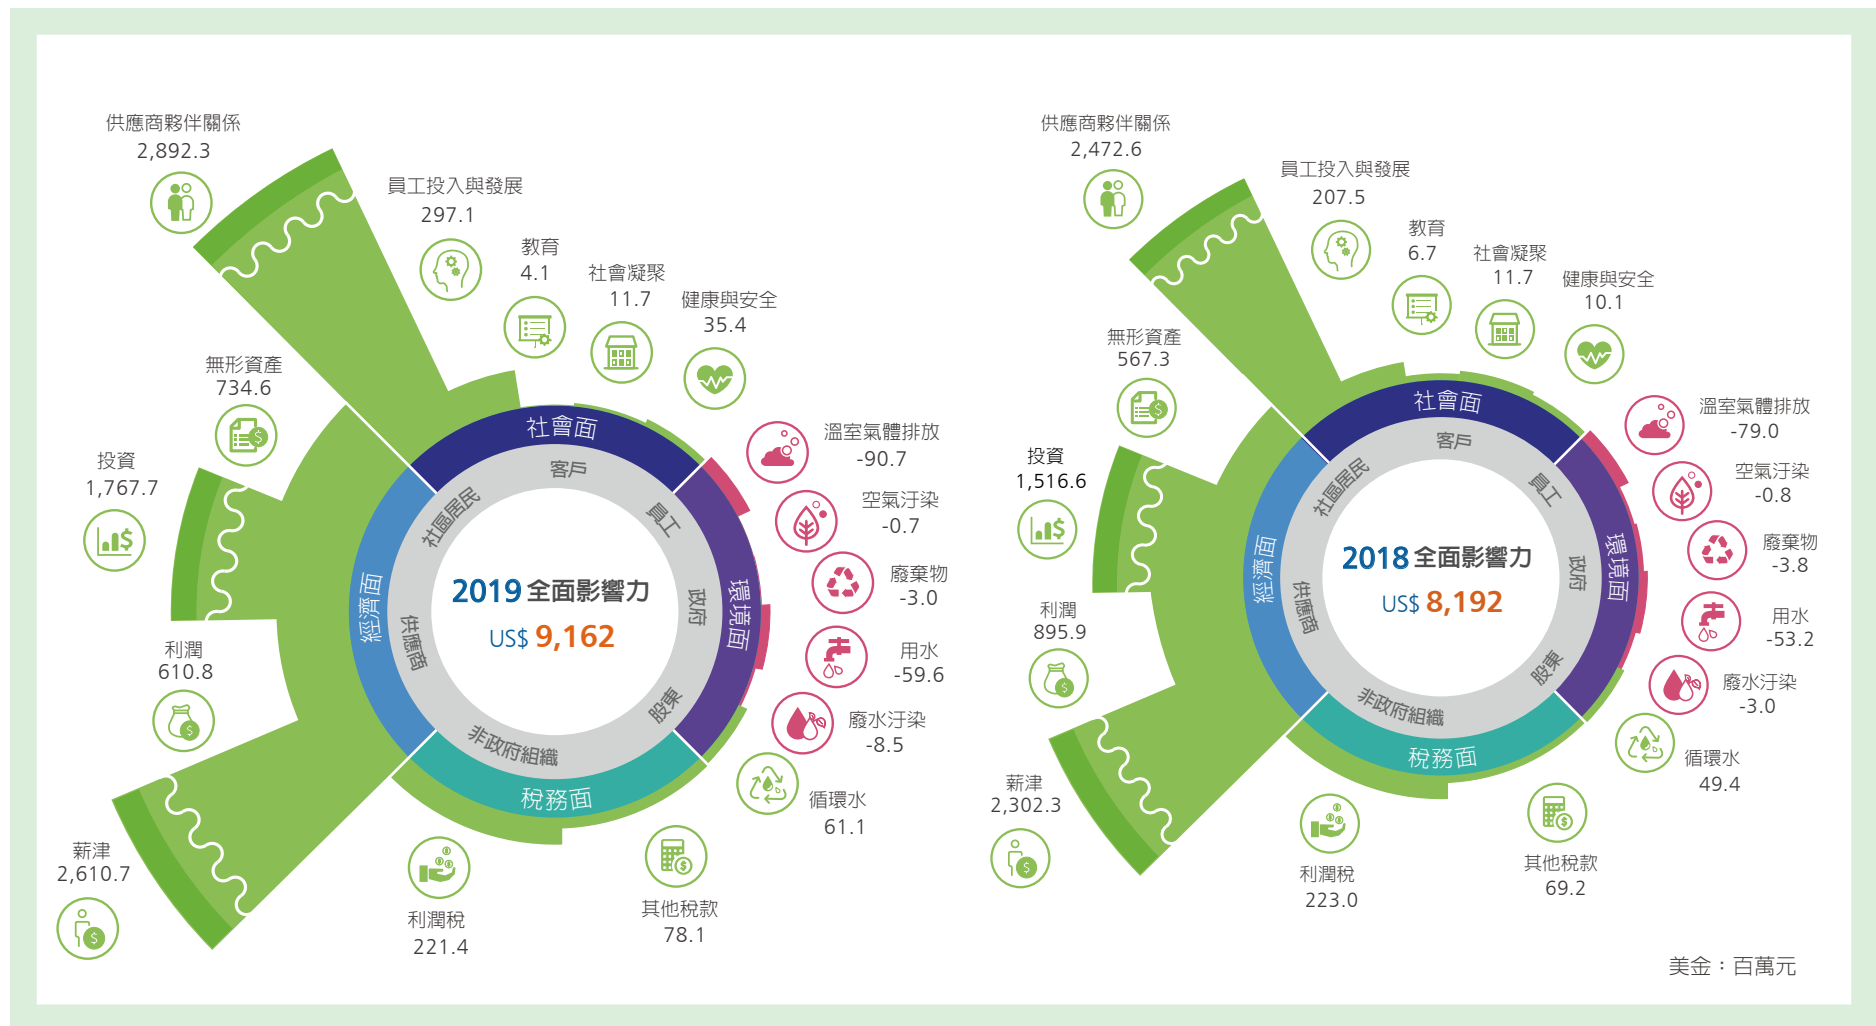 供應商夥伴關係
2,892.3
員工投入與發展
297.1
教育
4.1
社會凝聚
11.7
健康與安全
35.4
無形資產
734.6
投資
1,767.7
利潤
610.8
薪津
2,610.7
溫室氣體排放
-90.7
空氣汙染
-0.7
廢棄物
-3.0
用水
-59.6
廢水汙染
-8.5
循環水
61.1
利潤稅
221.4
其他稅款
78.1
社會面
環境面
稅務面
經濟面
客戶
員工
政府
股東
非政府組織
供應商
社區居民
2019 全面影響力
US$ 9,162
供應商夥伴關係
2,472.6
員工投入與發展
207.5
教育
6.7
社會凝聚
11.7
健康與安全
10.1
無形資產
567.3
投資
1,516.6
利潤
895.9
薪津
2,302.3
溫室氣體排放
-79.0
空氣汙染
-0.8
廢棄物
-3.8
用水
-53.2
廢水汙染
-3.0
循環水
49.4
利潤稅
223.0
其他稅款
69.2
社會面
環境面
稅務面
經濟面
客戶
員工
政府
股東
非政府組織
供應商
社區居民
2018 全面影響力
US$ 8,192
美金：百萬元